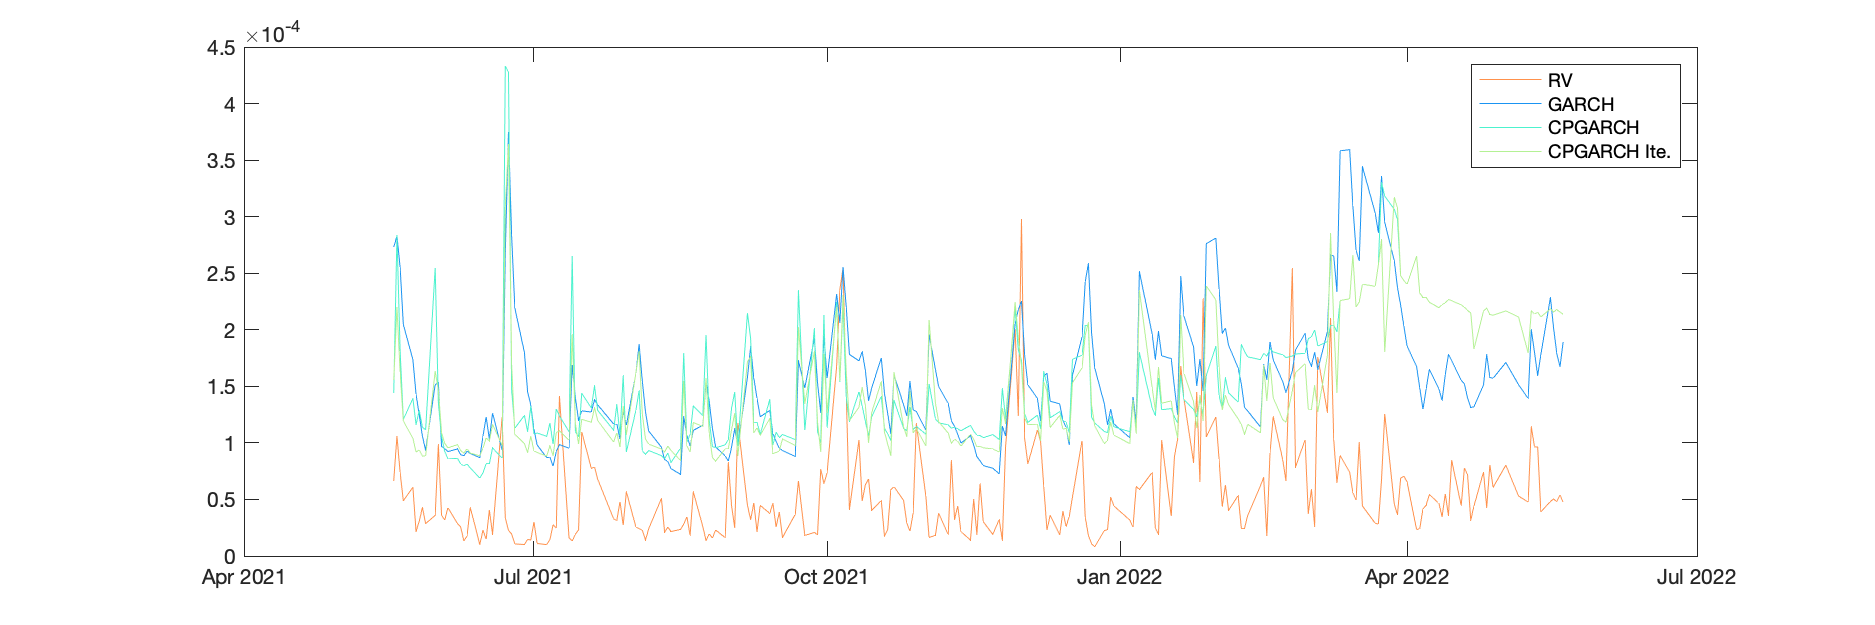 ×10-4
4.5
4
3.5
3
2.5
2
1.5
1
0.5
0
Apr 2021
Jul 2021
Oct 2021
Jan 2022
Apr 2022
Jul 2022
RV
GARCH
CPGARCH
CPGARCH Ite.